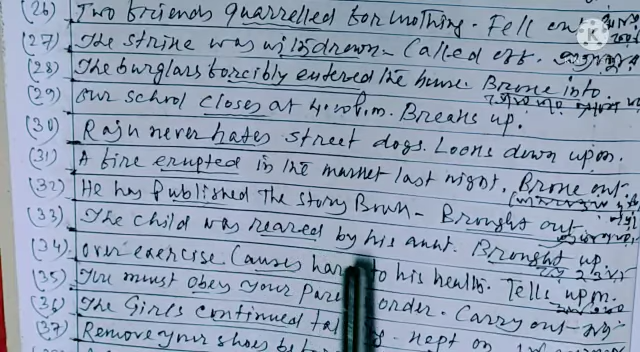 (26) Two friends quarrelled for nothing. Fell out
(27) The strike was withdrawn - Called off.
K
(28) The burglars forcibly entered the house. Broke into.
(29) Our school closes at 4:00 p.m. Breaks up.
(30) Raju never hates street dogs. Looks down upon.
(31) A fire erupted in the market last night. Broke out
(32) He has published the story Book - Brought out
(33) The child was reared by his aunt. Brought up
(34) over exercise Causes har to his health. Tells upon.
(35) You must obey your order. Carry out
(36) The Girls continued - Kept on
(37) Remove your shoes